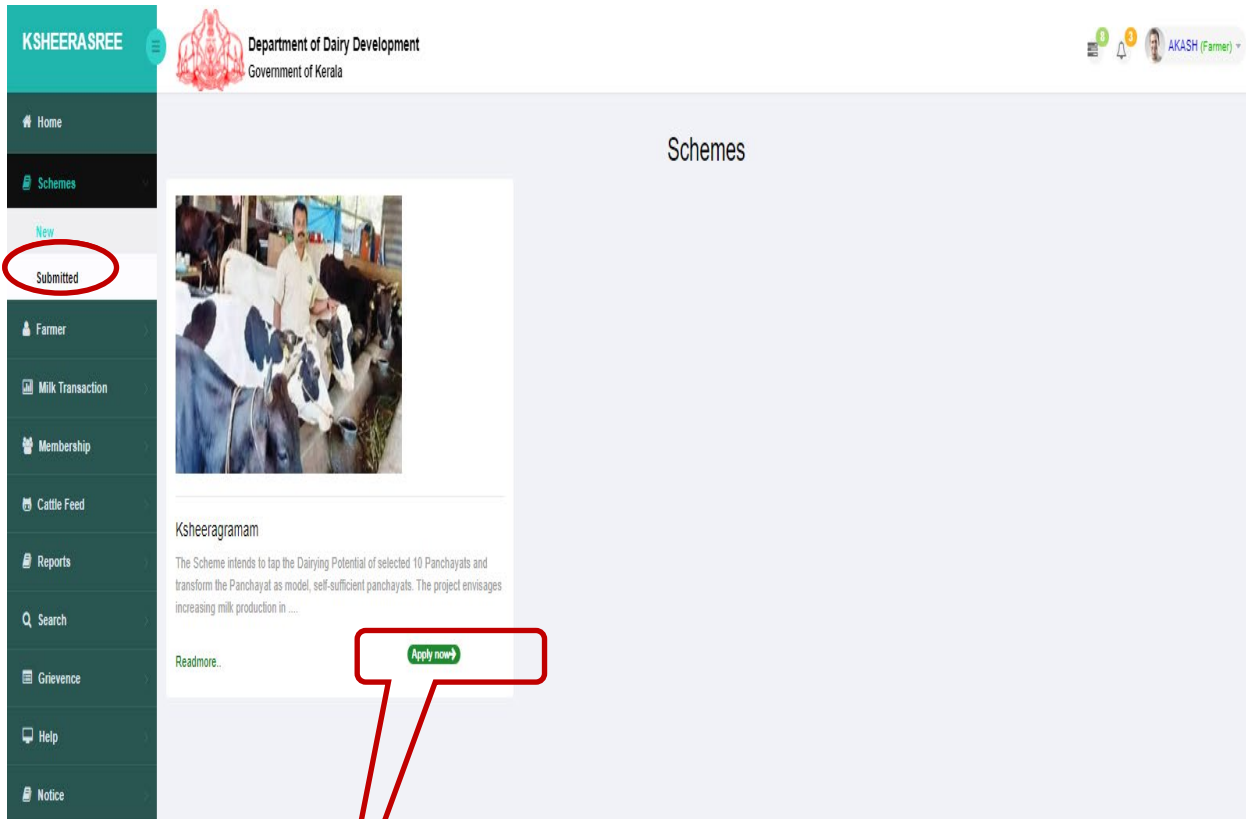 KSHEERASREE
Department of Dairy Development
Government of Kerala
8
3
AKASH (Farmer)
Home
Schemes
New
Submitted
Farmer
Milk Transaction
Membership
Cattle Feed
Reports
Search
Grievence
Help
Notice
Schemes
Ksheeragramam
The Scheme intends to tap the Dairying Potential of selected 10 Panchayats and
transform the Panchayat as model, self-sufficient panchayats. The project envisages
increasing milk production in ....
Readmore..
Apply now